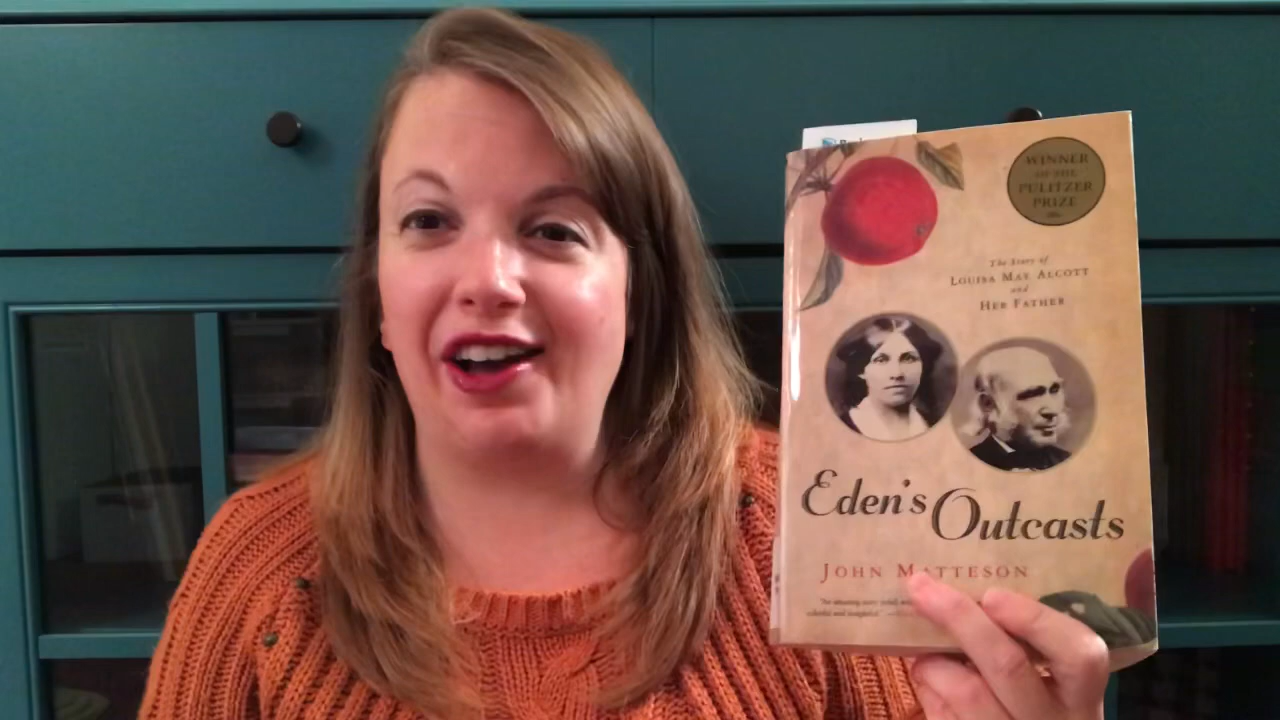 WINNER
OF THE
PULITZER
PRIZE
The Story of
LOUISA MAY ALCOTT
and
HER FATHER
Eden's
Outcasts
JOHN MATTESON